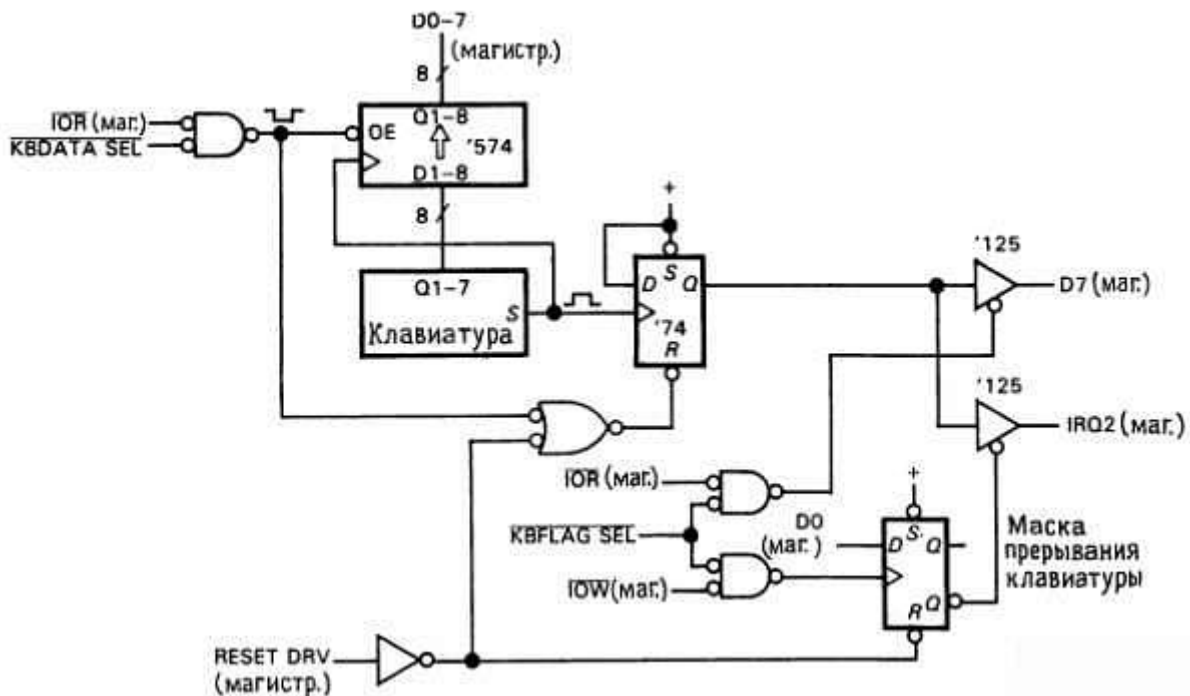 D0-7
(магистр.)
8
IOR (маг.)
KBDATA SEL
OE
Q1-8
'574
D1-8
8
Q1-7
S
Клавиатура
+
S
D
Q
'74
R
'125
D7 (маг.)
'125
IRQ2 (маг.)
IOR (маг.)
KBFLAG SEL
IOW (маг.)
D0
(маг.)
+
S
D
Q
Q
R
Маска
прерывания
клавиатуры
RESET DRV
(магистр.)